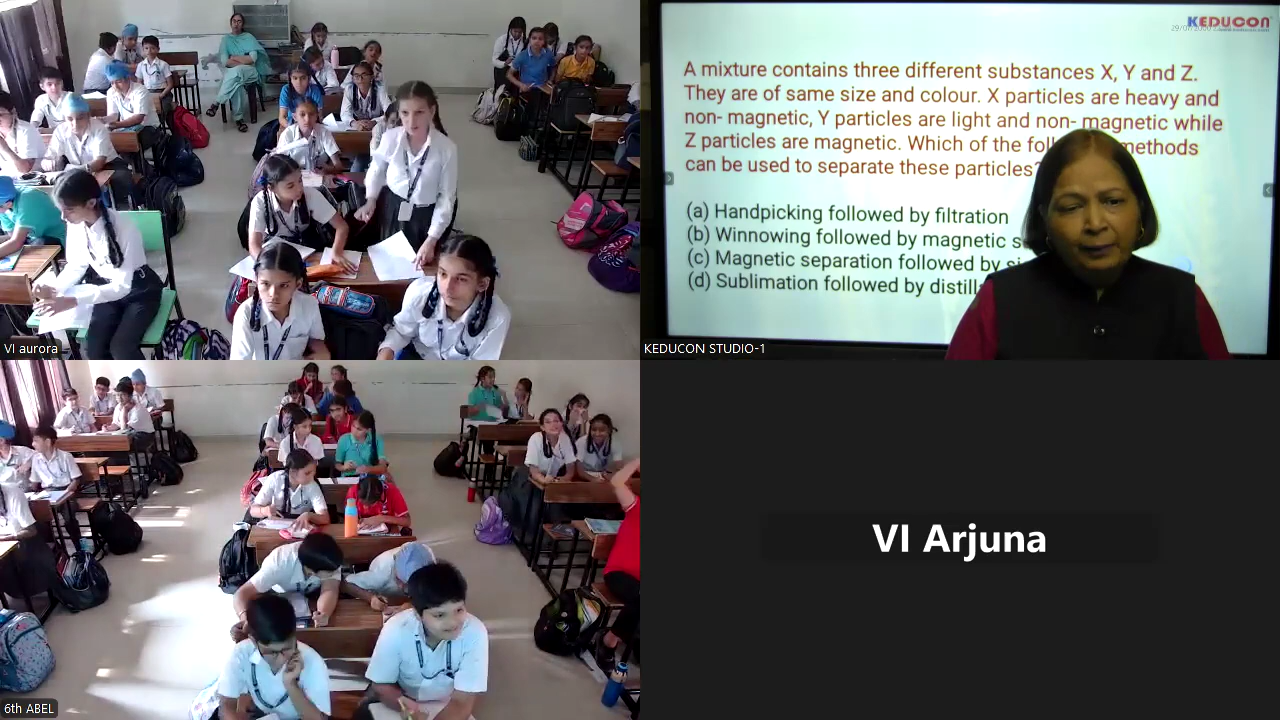 KEDUCON
A mixture contains three different substances X, Y and Z.
They are of same size and colour. X particles are heavy and
non- magnetic, Y particles are light and non- magnetic while
Z particles are magnetic. Which of the methods
can be used to separate these particles?
(a) Handpicking followed by filtration
(b) Winnowing followed by magnetic
(c) Magnetic separation followed by
(d) Sublimation followed by
VI aurora
KEDUCON STUDIO-1
VI Arjuna
6th ABEL